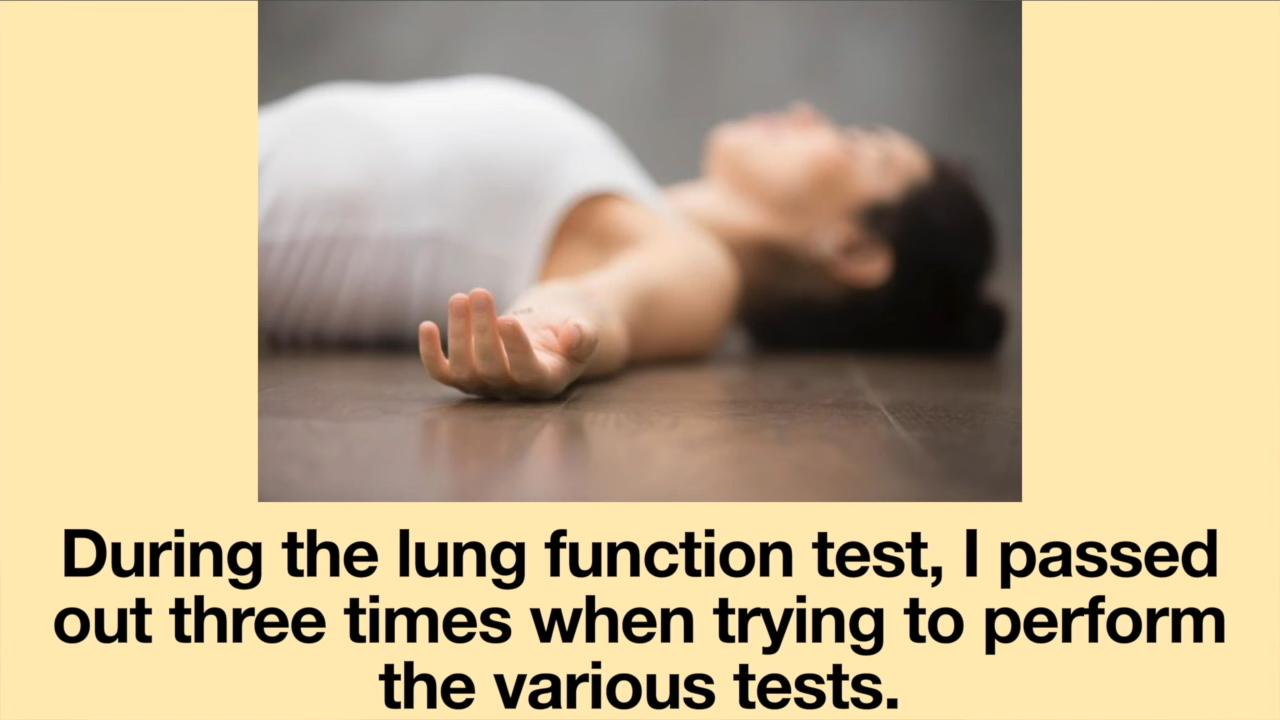 During the lung function test, I passed
out three times when trying to perform
the various tests.